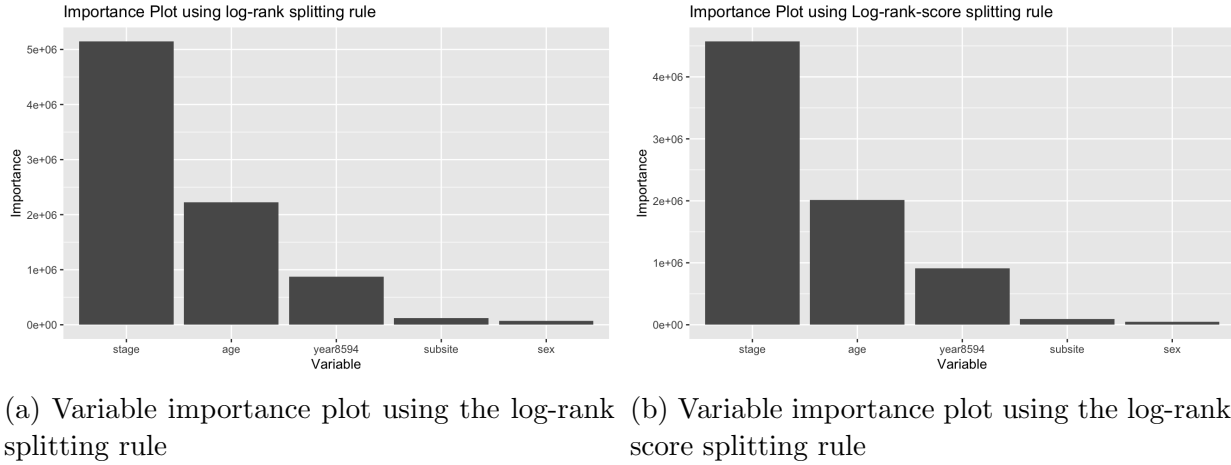 Importance Plot using log-rank splitting rule
Importance
5e+06
4e+06
3e+06
2e+06
1e+06
0e+00
stage age year8594 subsite sex
Variable
(a) Variable importance plot using the log-rank
splitting rule
Importance Plot using Log-rank-score splitting rule
Importance
4e+06
3e+06
2e+06
1e+06
0e+00
stage age year8594 subsite sex
Variable
(b) Variable importance plot using the log-rank
score splitting rule